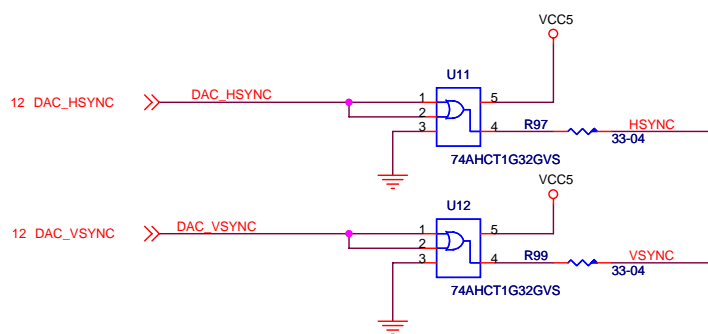 VCC5
U11
12 DAC_HSYNC
DAC_HSYNC
1
2
3
5
4
R97
HSYNC
33-04
74AHCT1G32GVS
VCC5
U12
12 DAC_VSYNC
DAC_VSYNC
1
2
3
5
4
R99
VSYNC
33-04
74AHCT1G32GVS